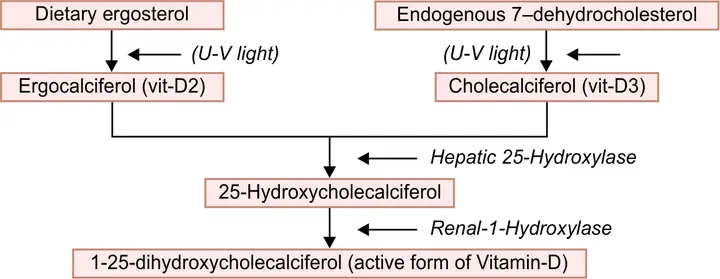 Dietary ergosterol
Endogenous 7–dehydrocholesterol
(U-V light)
(U-V light)
Ergocalciferol (vit-D2)
Cholecalciferol (vit-D3)
Hepatic 25-Hydroxylase
25-Hydroxycholecalciferol
Renal-1-Hydroxylase
1-25-dihydroxycholecalciferol (active form of Vitamin-D)